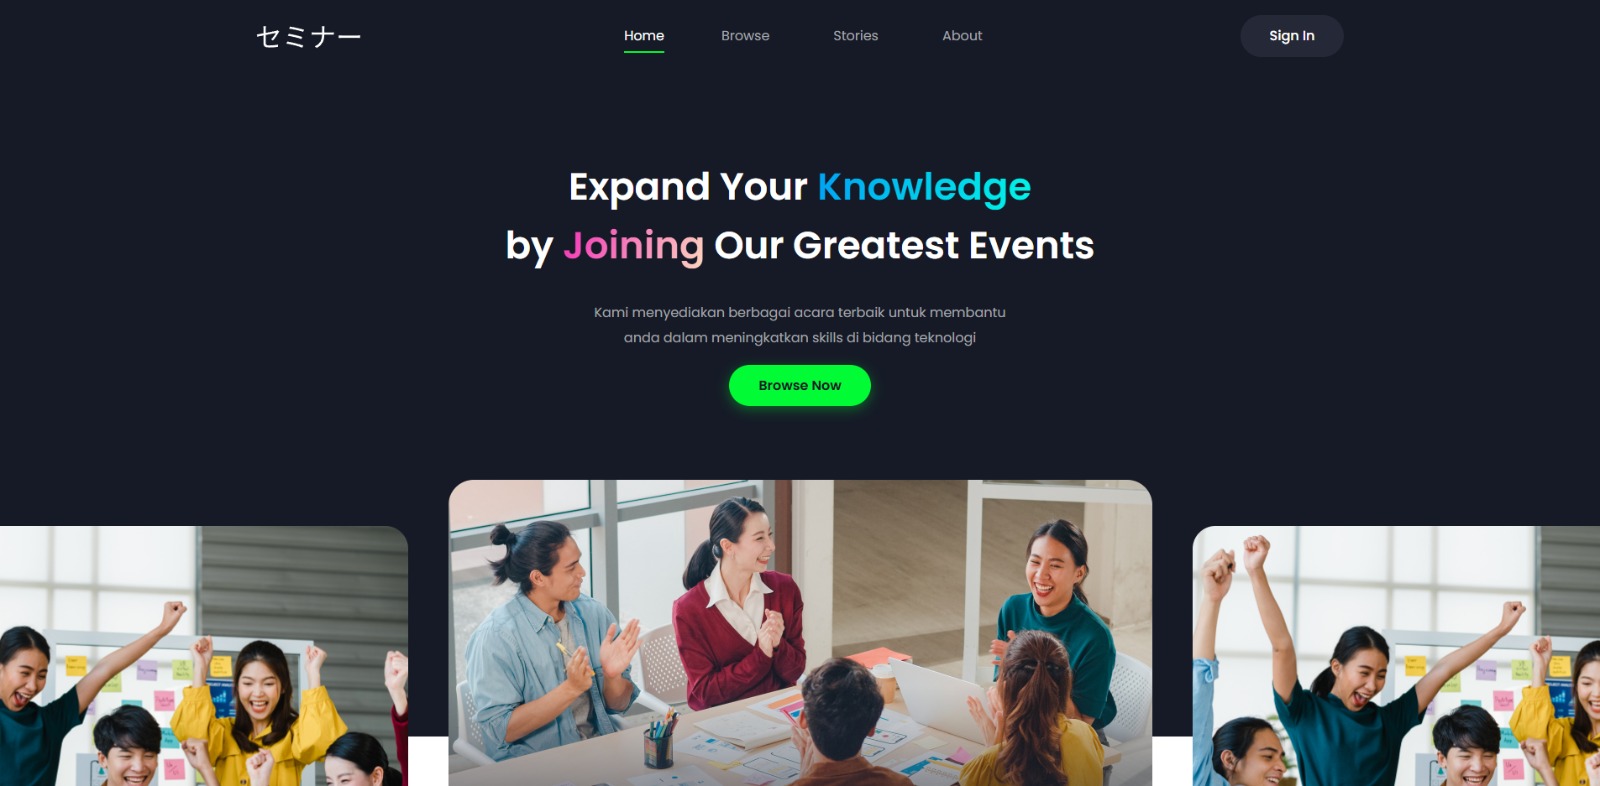 セミナー
Home
Browse
Stories
About
Sign In
Expand Your Knowledge
by Joining Our Greatest Events
Kami menyediakan berbagai acara terbaik untuk membantu
anda dalam meningkatkan skills di bidang teknologi
Browse Now